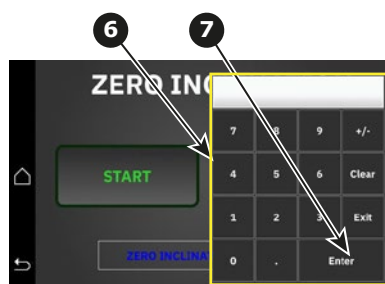 6 7
ZERO INC
7 8 9 +/-
START
4 5 6 Clear
1 2 3 Exit
ZERO INCLINA
0 . Enter